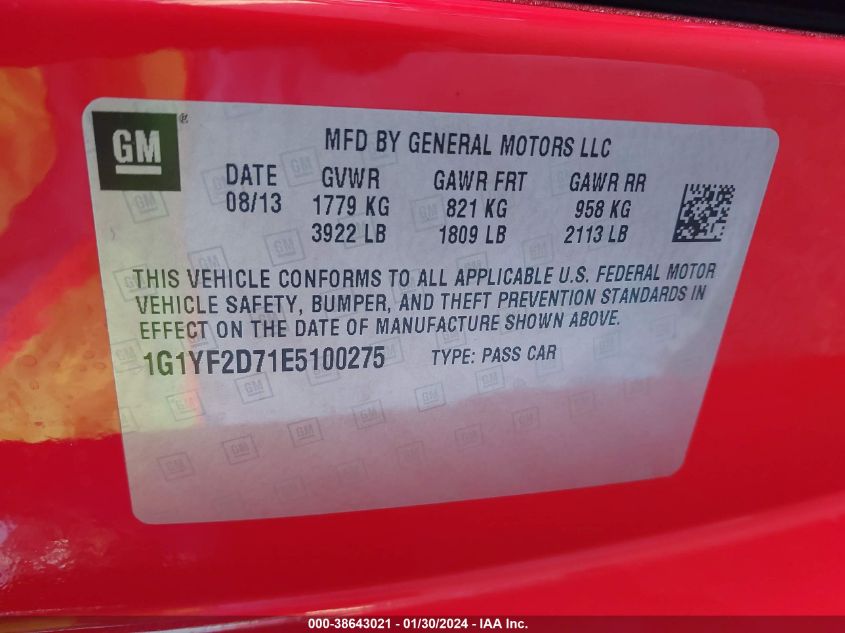 GM® MFD BY GENERAL MOTORS LLC
DATE GVWR GAWR FRT GAWR RR
08/13 1779 KG 821 KG 958 KG
3922 LB 1809 LB 2113 LB
THIS VEHICLE CONFORMS TO ALL APPLICABLE U.S. FEDERAL MOTOR
VEHICLE SAFETY, BUMPER, AND THEFT PREVENTION STANDARDS IN
EFFECT ON THE DATE OF MANUFACTURE SHOWN ABOVE.
1G1YF2D71E5100275 TYPE: PASS CAR
000-38643021 - 01/30/2024 - IAA Inc.